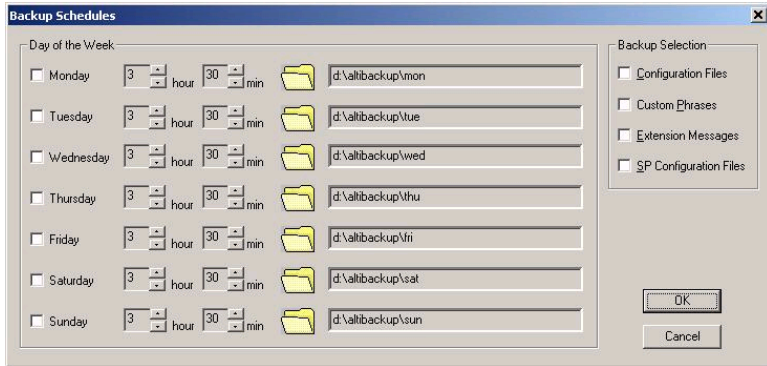 Backup Schedules
Day of the Week
Monday 3 hour 30 min d:\altibackup\mon
Tuesday 3 hour 30 min d:\altibackup\tue
Wednesday 3 hour 30 min d:\altibackup\wed
Thursday 3 hour 30 min d:\altibackup\thu
Friday 3 hour 30 min d:\altibackup\fri
Saturday 3 hour 30 min d:\altibackup\sat
Sunday 3 hour 30 min d:\altibackup\sun
Backup Selection
Configuration Files
Custom Phrases
Extension Messages
SP Configuration Files
OK
Cancel